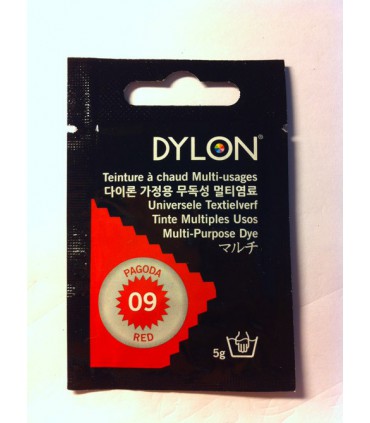 DYLON®
Teinture à chaud Multi-usages
다이론 가정용 무독성 멀티염료
Universele Textielverf
Tinte Multiples Usos
Multi-Purpose Dye
マルチ
PAGODA
09
RED
5g